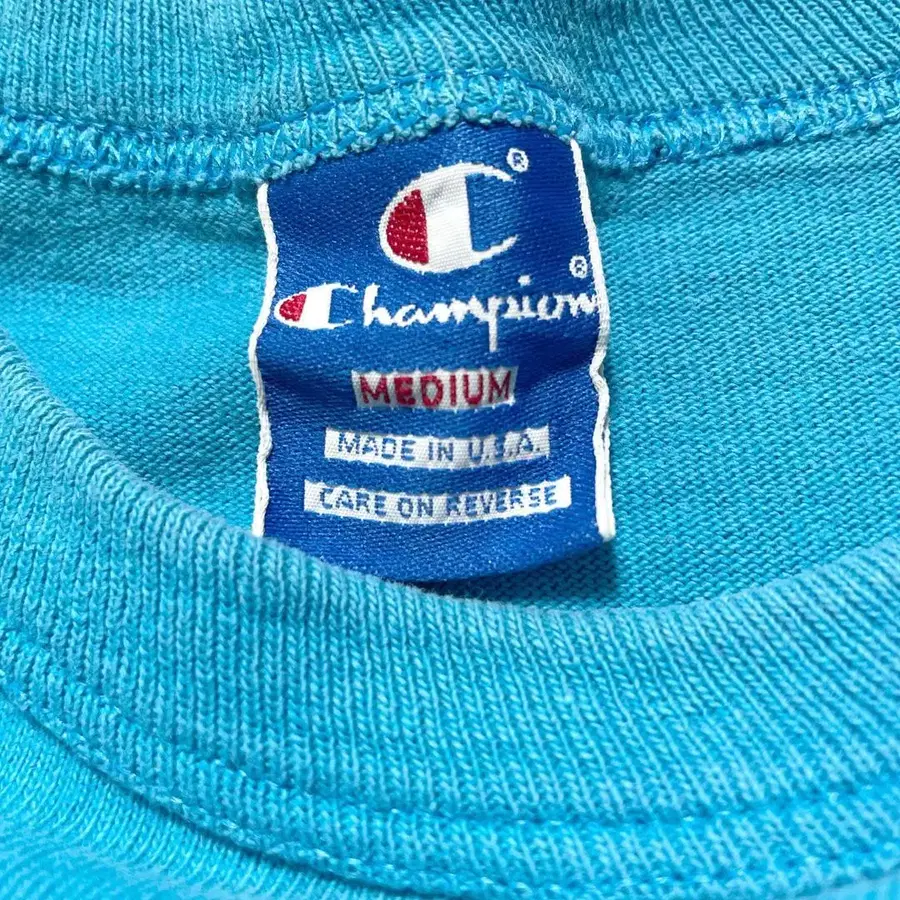 C®
Champion®
MEDIUM
MADE IN U.S.A.
CARE ON REVERSE